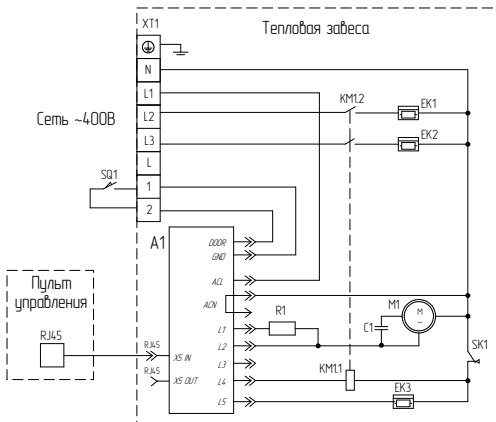 XT1
Тепловая завеса
N
L1
L2
L3
L
1
2
Сеть ~400В
KM1.2
EK1
EK2
SQ1
A1
DOOR
GND
ACL
ACN
L1
L2
L3
L4
L5
R1
C1
M1
M
~
SK1
KM1.1
EK3
Пульт
управления
RJ45
RJ45
X5 IN
RJ45
X5 OUT